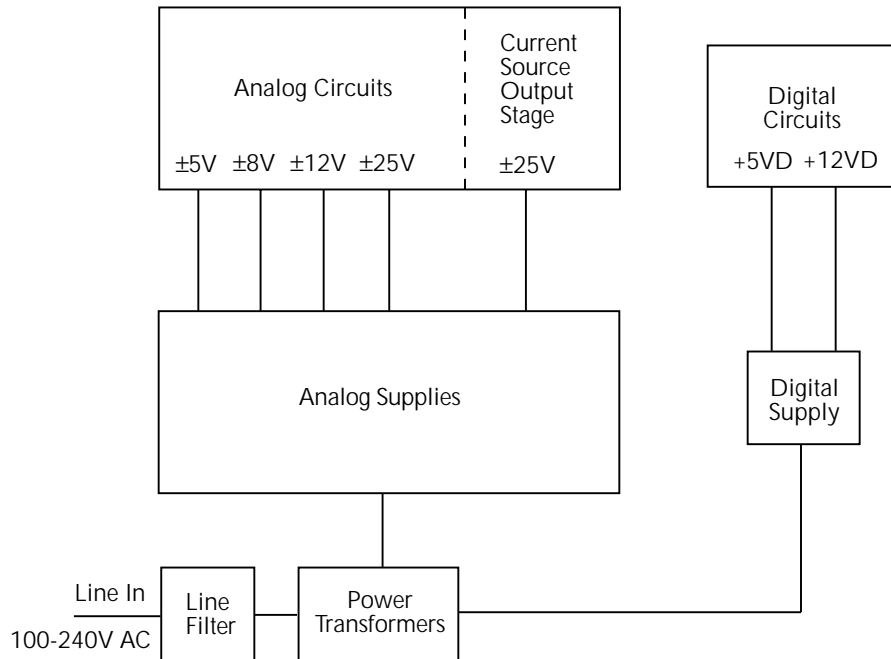 Analog Circuits
±5V ±8V ±12V ±25V
Current
Source
Output
Stage
±25V
Digital
Circuits
+5VD +12VD
Analog Supplies
Digital
Supply
Line In
100-240V AC
Line
Filter
Power
Transformers